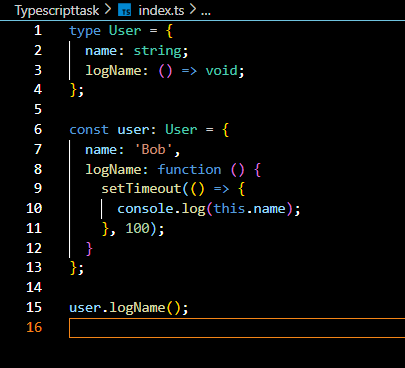 Typescripttask > TS index.ts > ...
1 type User = {
2   name: string;
3   logName: () => void;
4 };
5
6 const user: User = {
7   name: 'Bob',
8   logName: function () {
9     setTimeout(() => {
10       console.log(this.name);
11     }, 100);
12   }
13 };
14
15 user.logName();
16